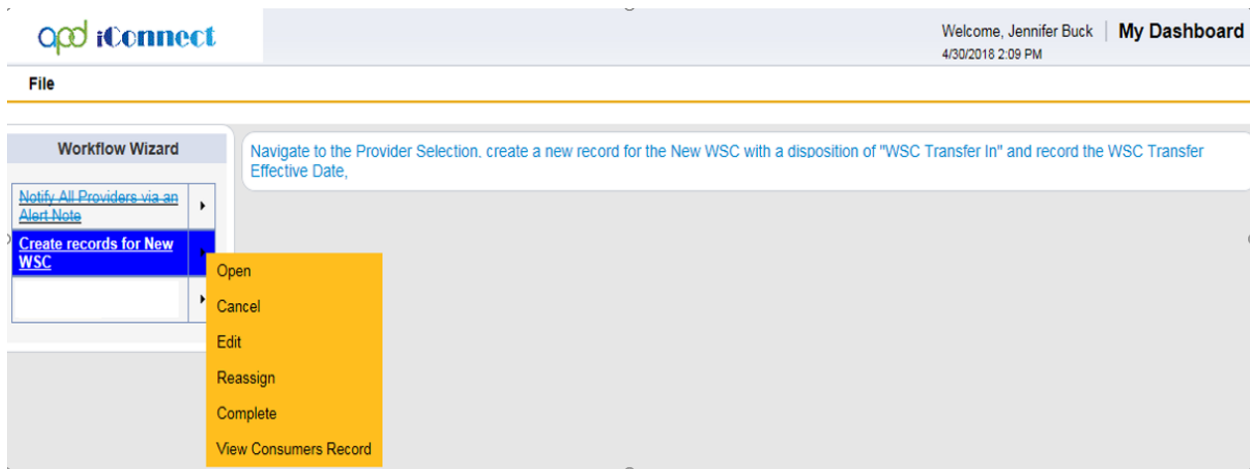 apd iConnect
Welcome, Jennifer Buck | My Dashboard
4/30/2018 2:09 PM
File
Workflow Wizard
Navigate to the Provider Selection, create a new record for the New WSC with a disposition of "WSC Transfer In" and record the WSC Transfer
Effective Date,
Notify All Providers via an
Alert Note
Create records for New
WSC
Open
Cancel
Edit
Reassign
Complete
View Consumers Record